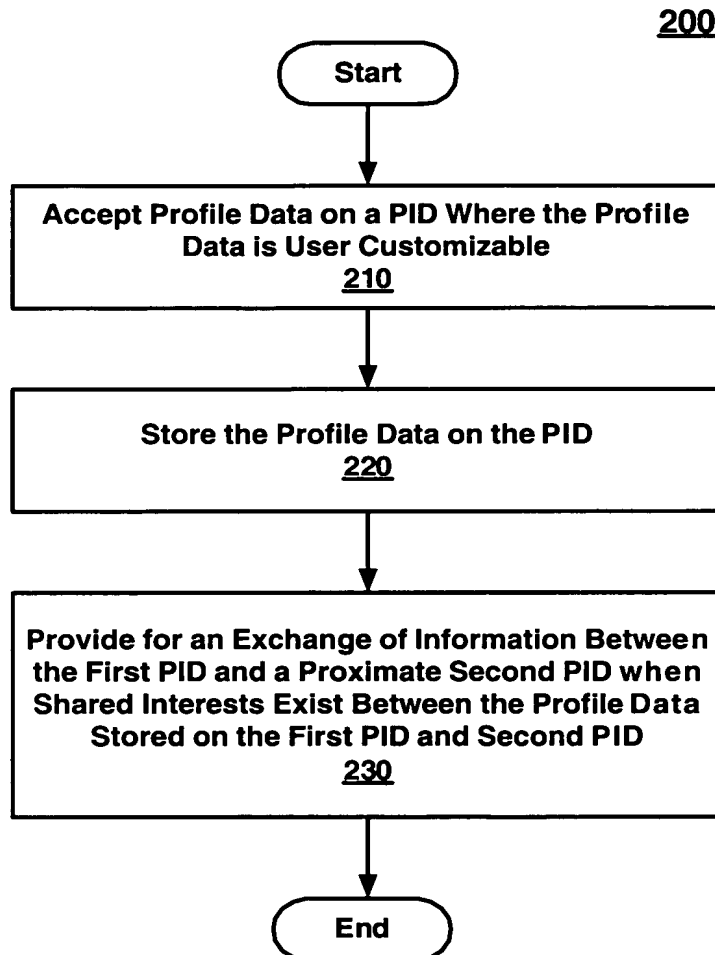 200
Start
Accept Profile Data on a PID Where the Profile
Data is User Customizable
210
Store the Profile Data on the PID
220
Provide for an Exchange of Information Between
the First PID and a Proximate Second PID when
Shared Interests Exist Between the Profile Data
Stored on the First PID and Second PID
230
End